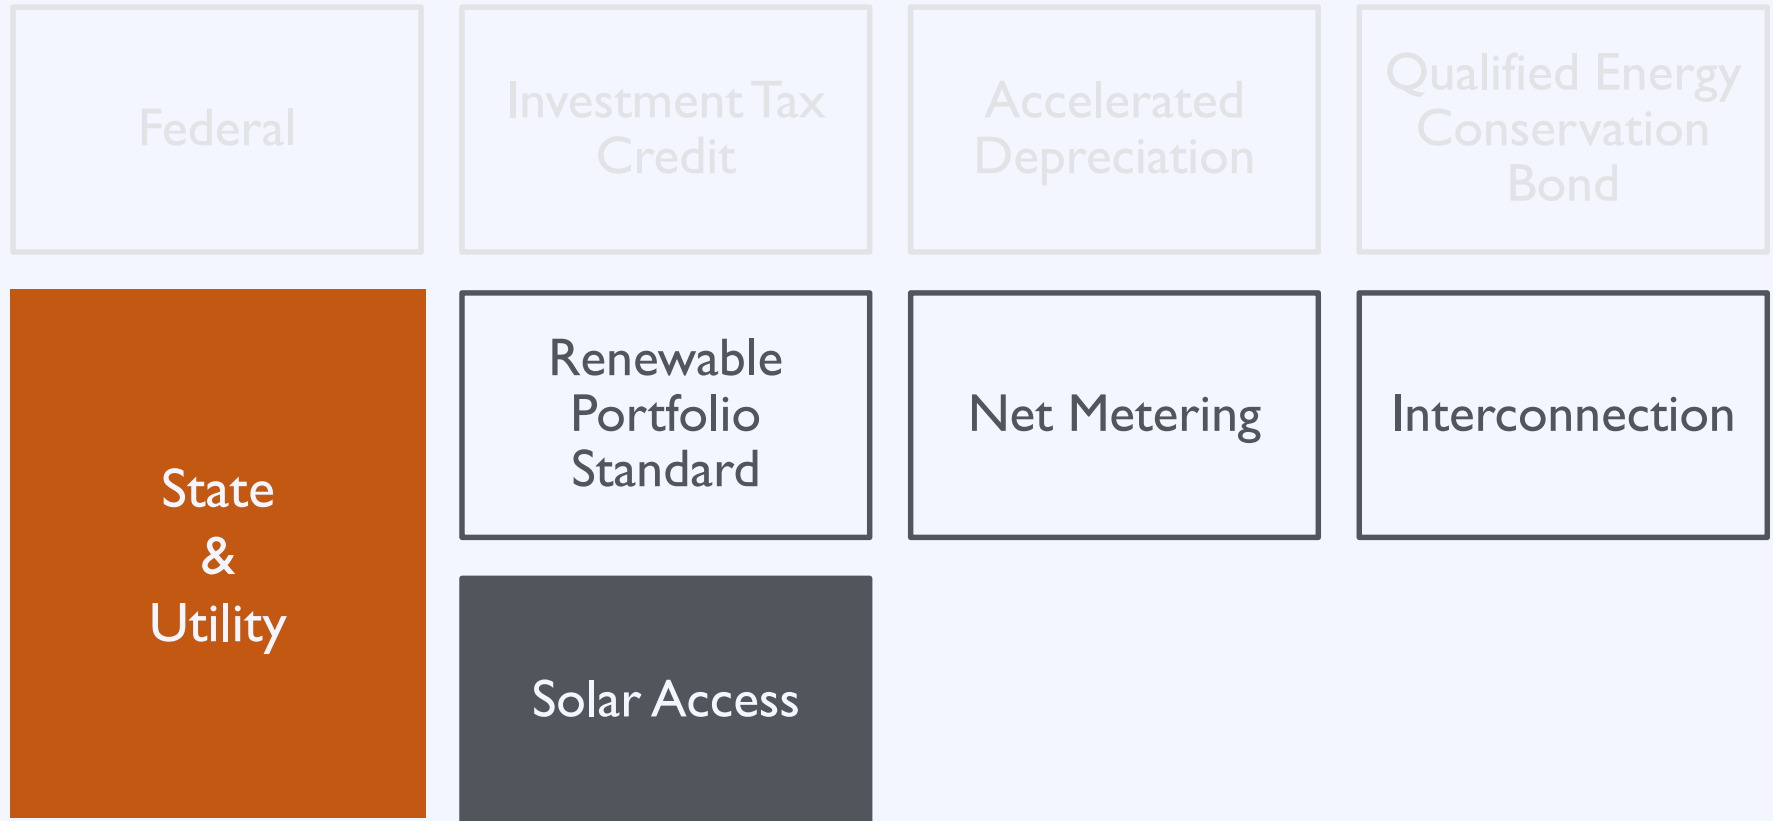 Federal
Investment Tax
Credit
Accelerated
Depreciation
Qualified Energy
Conservation
Bond
State
&
Utility
Renewable
Portfolio
Standard
Net Metering
Interconnection
Solar Access